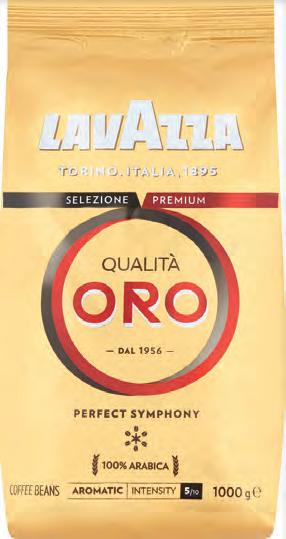 LAVAZZA
TORINO, ITALIA, 1895
SELEZIONE PREMIUM
QUALITÀ
ORO
— DAL 1956 —
PERFECT SYMPHONY
100% ARABICA
COFFEE BEANS AROMATIC INTENSITY 5/10 1000 g ℮